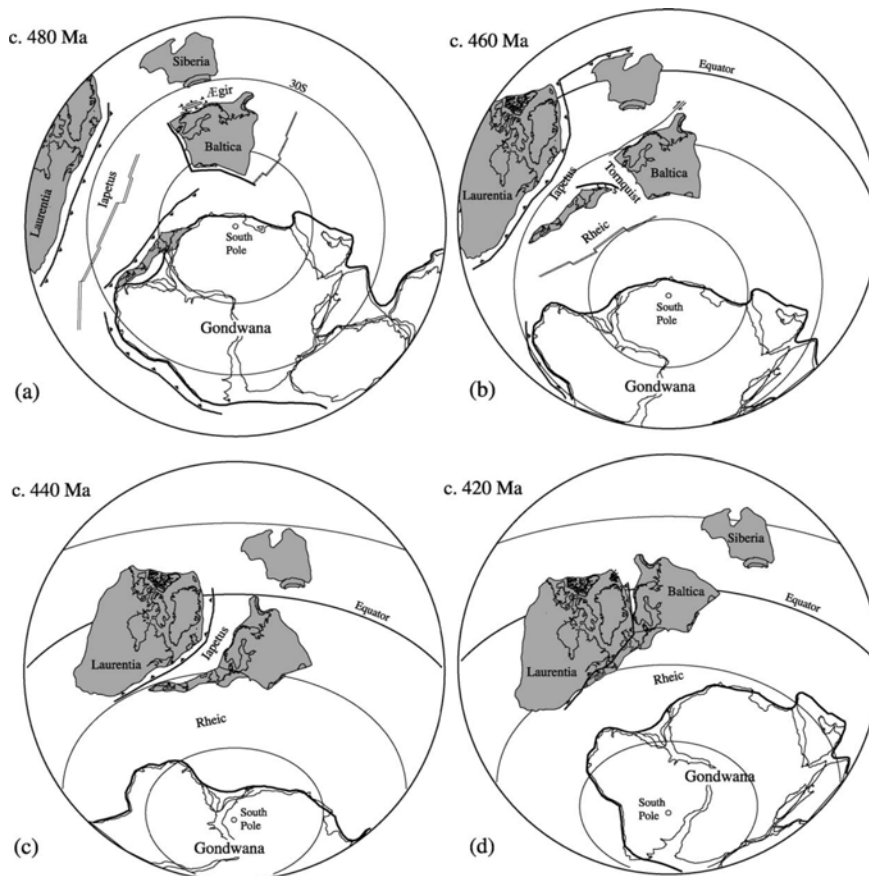 c. 480 Ma
Siberia
Ægir
30S
Baltica
Iapetus
Laurentia
South
Pole
Gondwana
(a)
c. 460 Ma
Equator
Laurentia
Iapetus
Tornquist
Baltica
Rheic
South
Pole
Gondwana
(b)
c. 440 Ma
Equator
Iapetus
Laurentia
Rheic
South
Pole
Gondwana
(c)
c. 420 Ma
Siberia
Baltica
Equator
Laurentia
Rheic
Gondwana
South
Pole
(d)